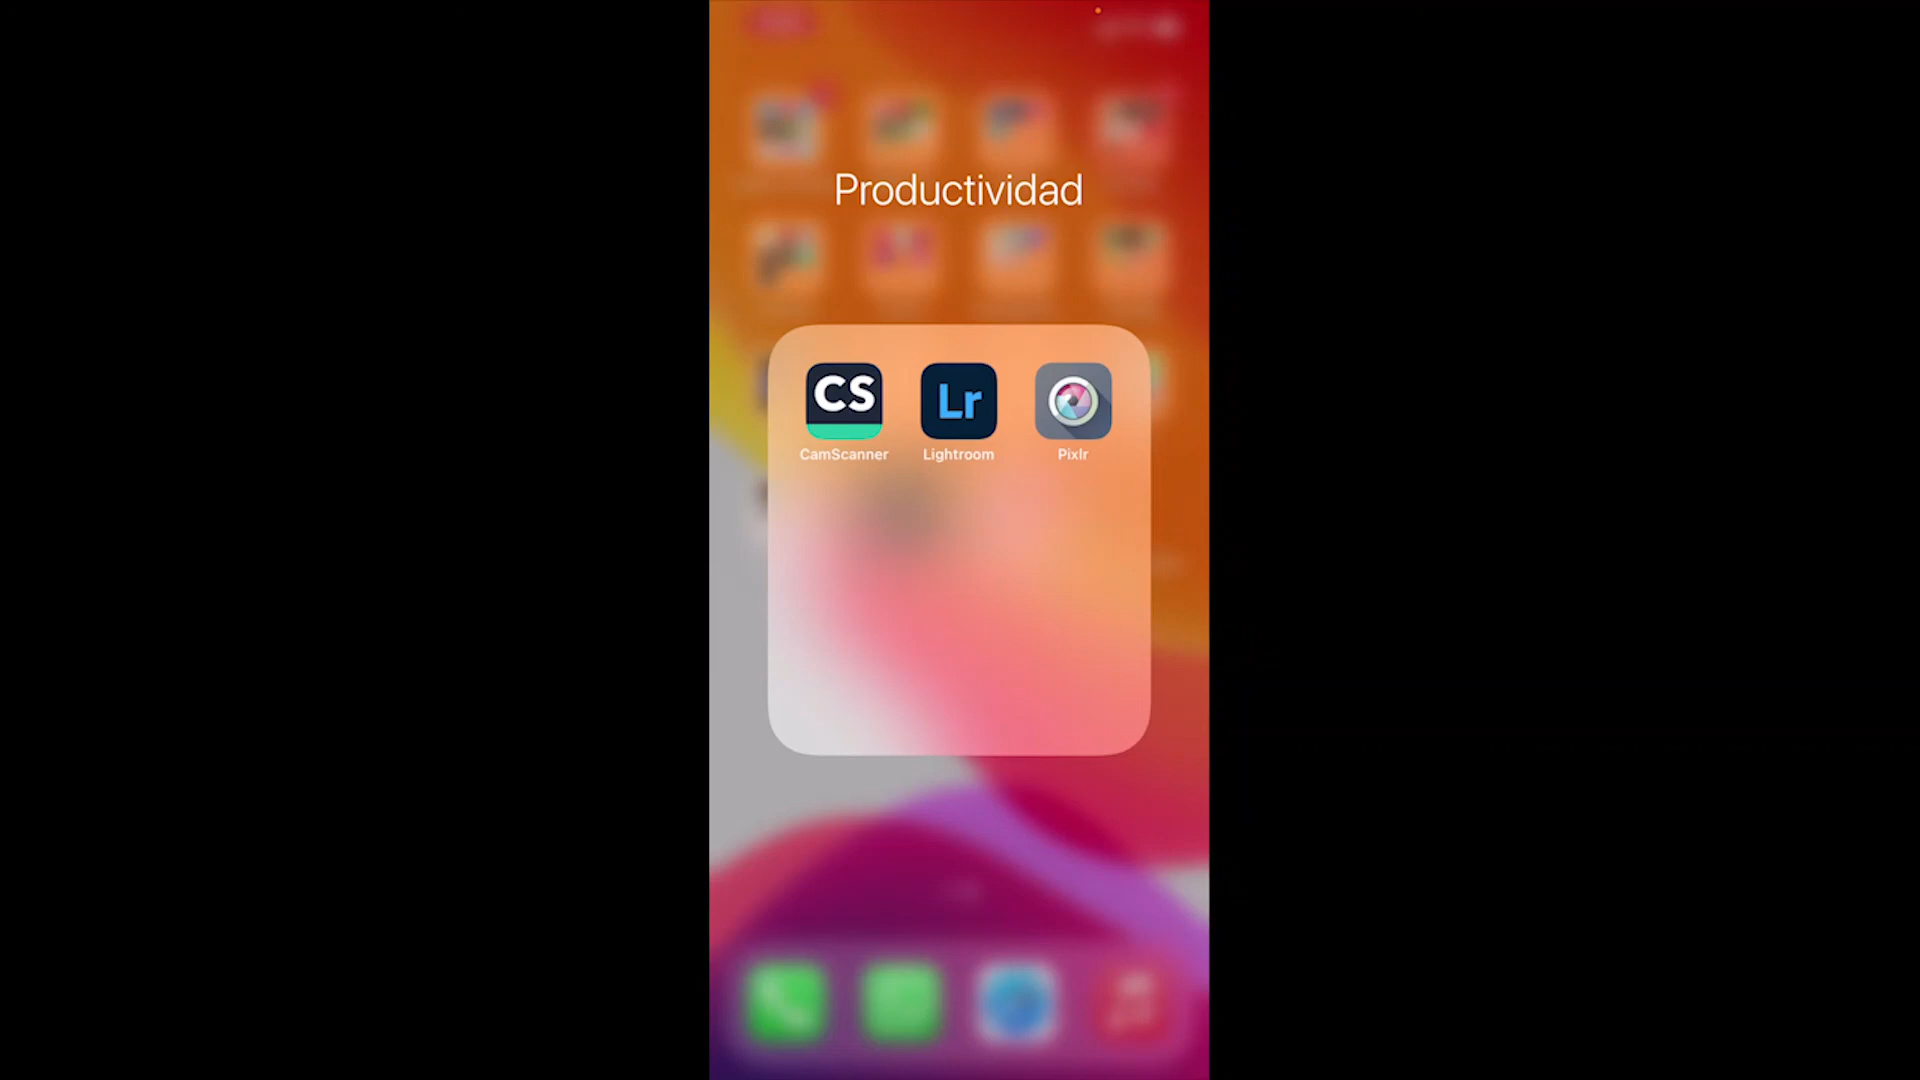 Productividad
CS
Lr
CamScanner
Lightroom
Pixlr